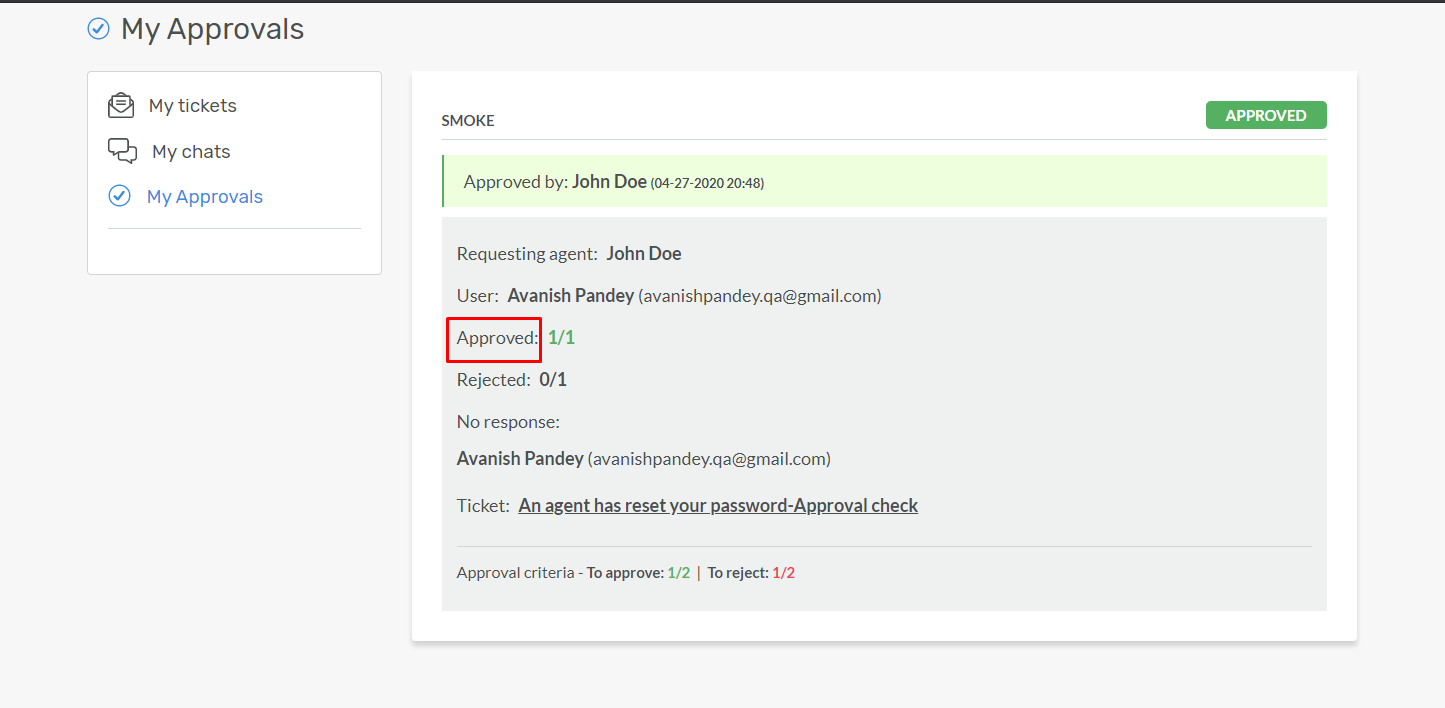 My Approvals
My tickets
My chats
My Approvals
SMOKE
APPROVED
Approved by: John Doe (04-27-2020 20:48)
Requesting agent: John Doe
User: Avanish Pandey (avanishpandey.qa@gmail.com)
Approved: 1/1
Rejected: 0/1
No response:
Avanish Pandey (avanishpandey.qa@gmail.com)
Ticket: An agent has reset your password-Approval check
Approval criteria - To approve: 1/2 | To reject: 1/2